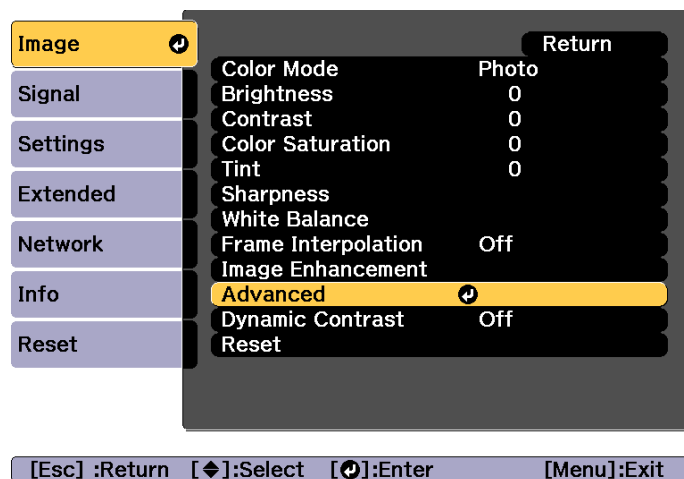 Image
Signal
Settings
Extended
Network
Info
Reset
Return
Color Mode Photo
Brightness 0
Contrast 0
Color Saturation 0
Tint 0
Sharpness
White Balance
Frame Interpolation Off
Image Enhancement
Advanced
Dynamic Contrast Off
Reset
[Esc] :Return [◆]:Select [⏎]:Enter [Menu]:Exit